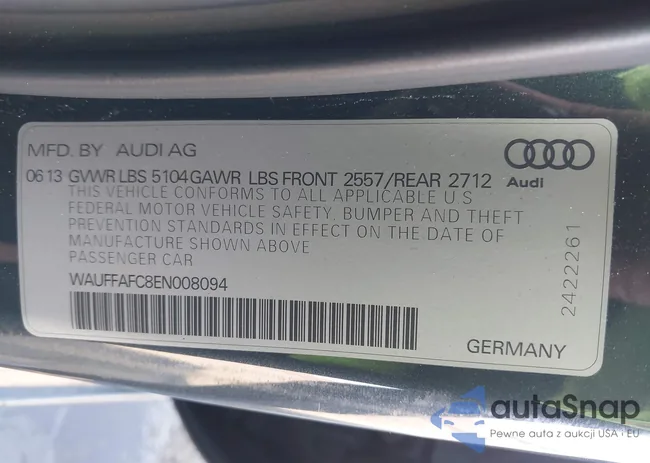 MFD. BY AUDI AG
06 13 GVWR LBS 5104 GAWR LBS FRONT 2557/REAR 2712
THIS VEHICLE CONFORMS TO ALL APPLICABLE U.S
FEDERAL MOTOR VEHICLE SAFETY, BUMPER AND THEFT
PREVENTION STANDARDS IN EFFECT ON THE DATE OF
MANUFACTURE SHOWN ABOVE
PASSENGER CAR
WAUFFAFC8EN008094
Audi
2422261
GERMANY
autaSnap
Pewne auta z aukcji USA i EU